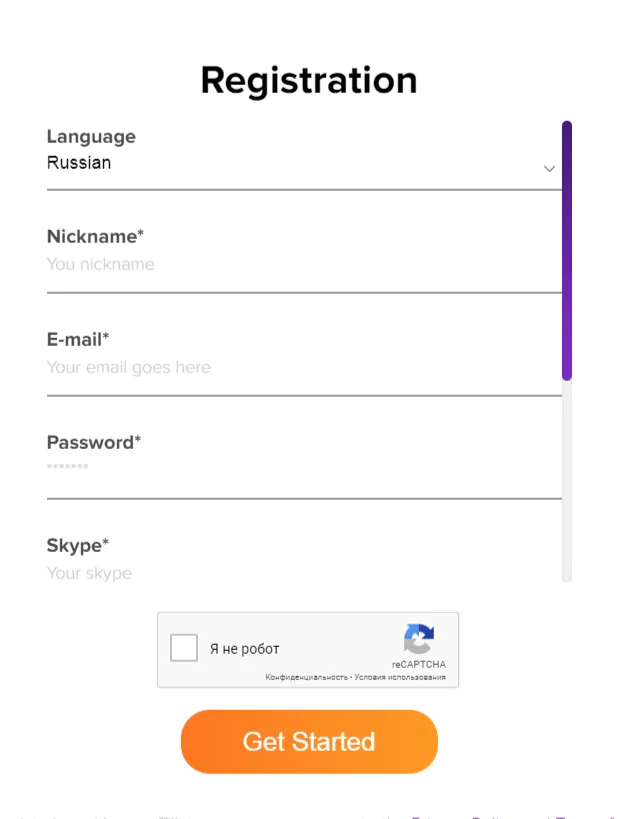 Registration
Language
Russian
Nickname*
You nickname
E-mail*
Your email goes here
Password*
*******
Skype*
Your skype
Я не робот
reCAPTCHA
Конфиденциальность - Условия использования
Get Started